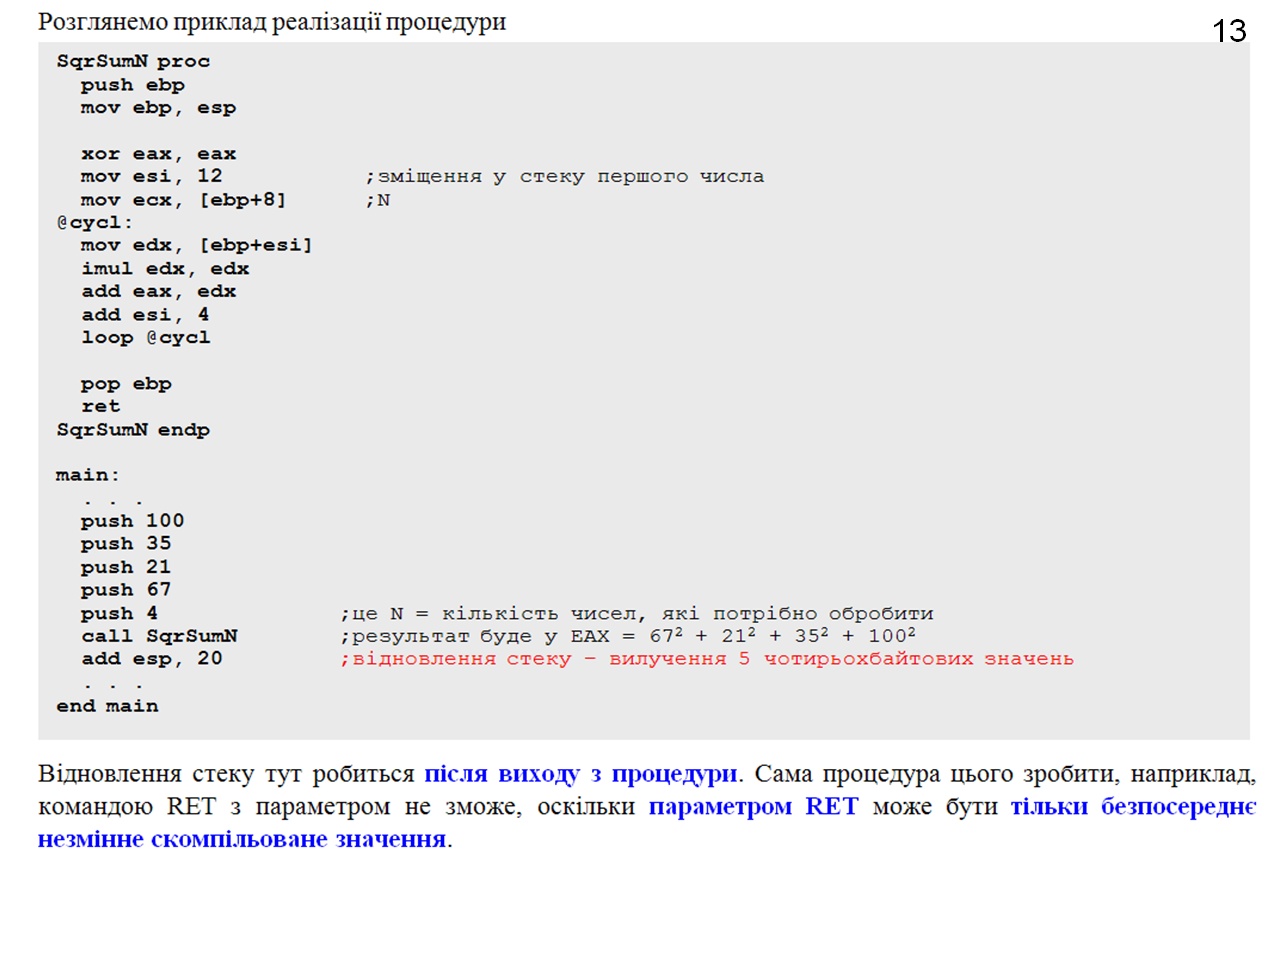 Розглянемо приклад реалізації процедури
13
SqrSumN proc
push ebp
mov ebp, esp
xor eax, eax
mov esi, 12 ;зміщення у стеку першого числа
mov ecx, [ebp+8] ;N
@cycl:
mov edx, [ebp+esi]
imul edx, edx
add eax, edx
add esi, 4
loop @cycl
pop ebp
ret
SqrSumN endp
main:
. . .
push 100
push 35
push 21
push 67
push 4 ;це N = кількість чисел, які потрібно обробити
call SqrSumN ;результат буде у EAX = 67² + 21² + 35² + 100²
add esp, 20 ;відновлення стеку – вилучення 5 чотирьохбайтових значень
. . .
end main
Відновлення стеку тут робиться після виходу з процедури. Сама процедура цього зробити, наприклад,
командою RET з параметром не зможе, оскільки параметром RET може бути тільки безпосереднє
незмінне скомпільоване значення.